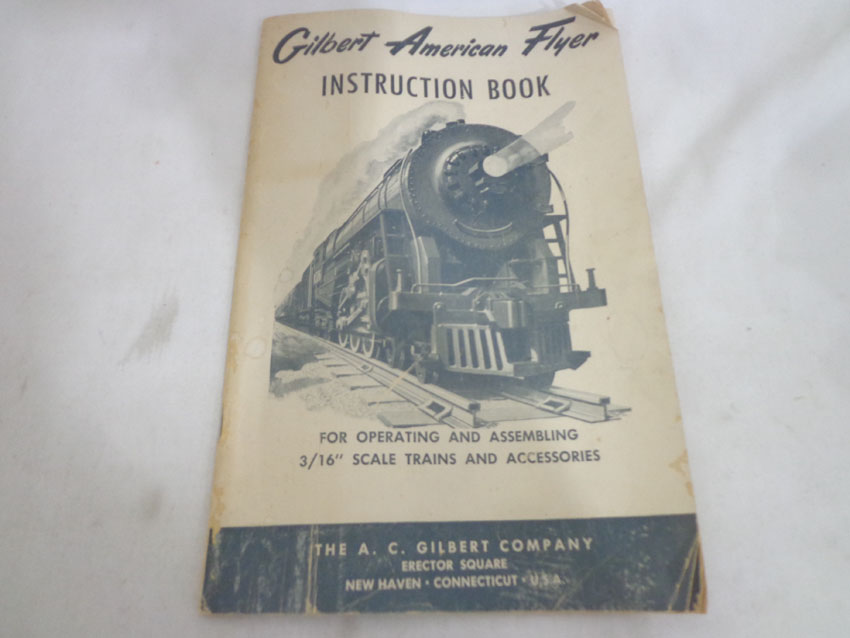 Gilbert American Flyer
INSTRUCTION BOOK
FOR OPERATING AND ASSEMBLING
3/16" SCALE TRAINS AND ACCESSORIES
THE A. C. GILBERT COMPANY
ERECTOR SQUARE
NEW HAVEN • CONNECTICUT • U.S.A.